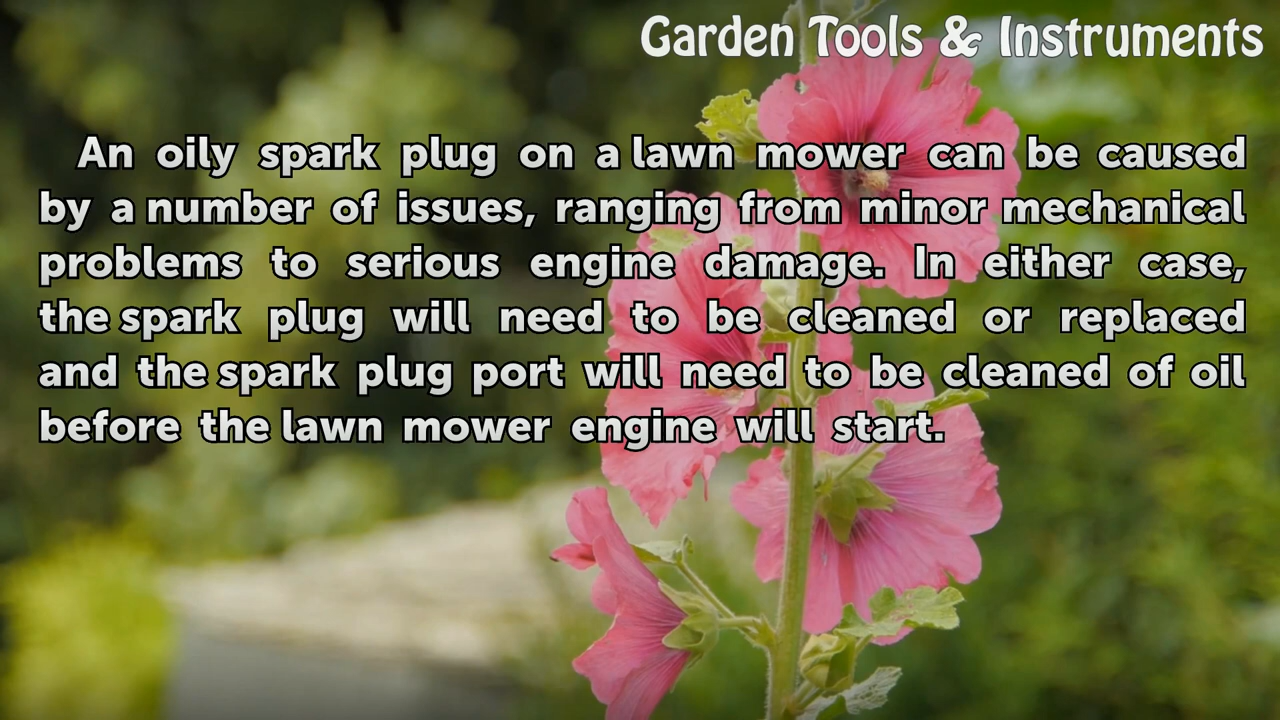 Garden Tools & Instruments
An oily spark plug on a lawn mower can be caused
by a number of issues, ranging from minor mechanical
problems to serious engine damage. In either case,
the spark plug will need to be cleaned or replaced
and the spark plug port will need to be cleaned of oil
before the lawn mower engine will start.